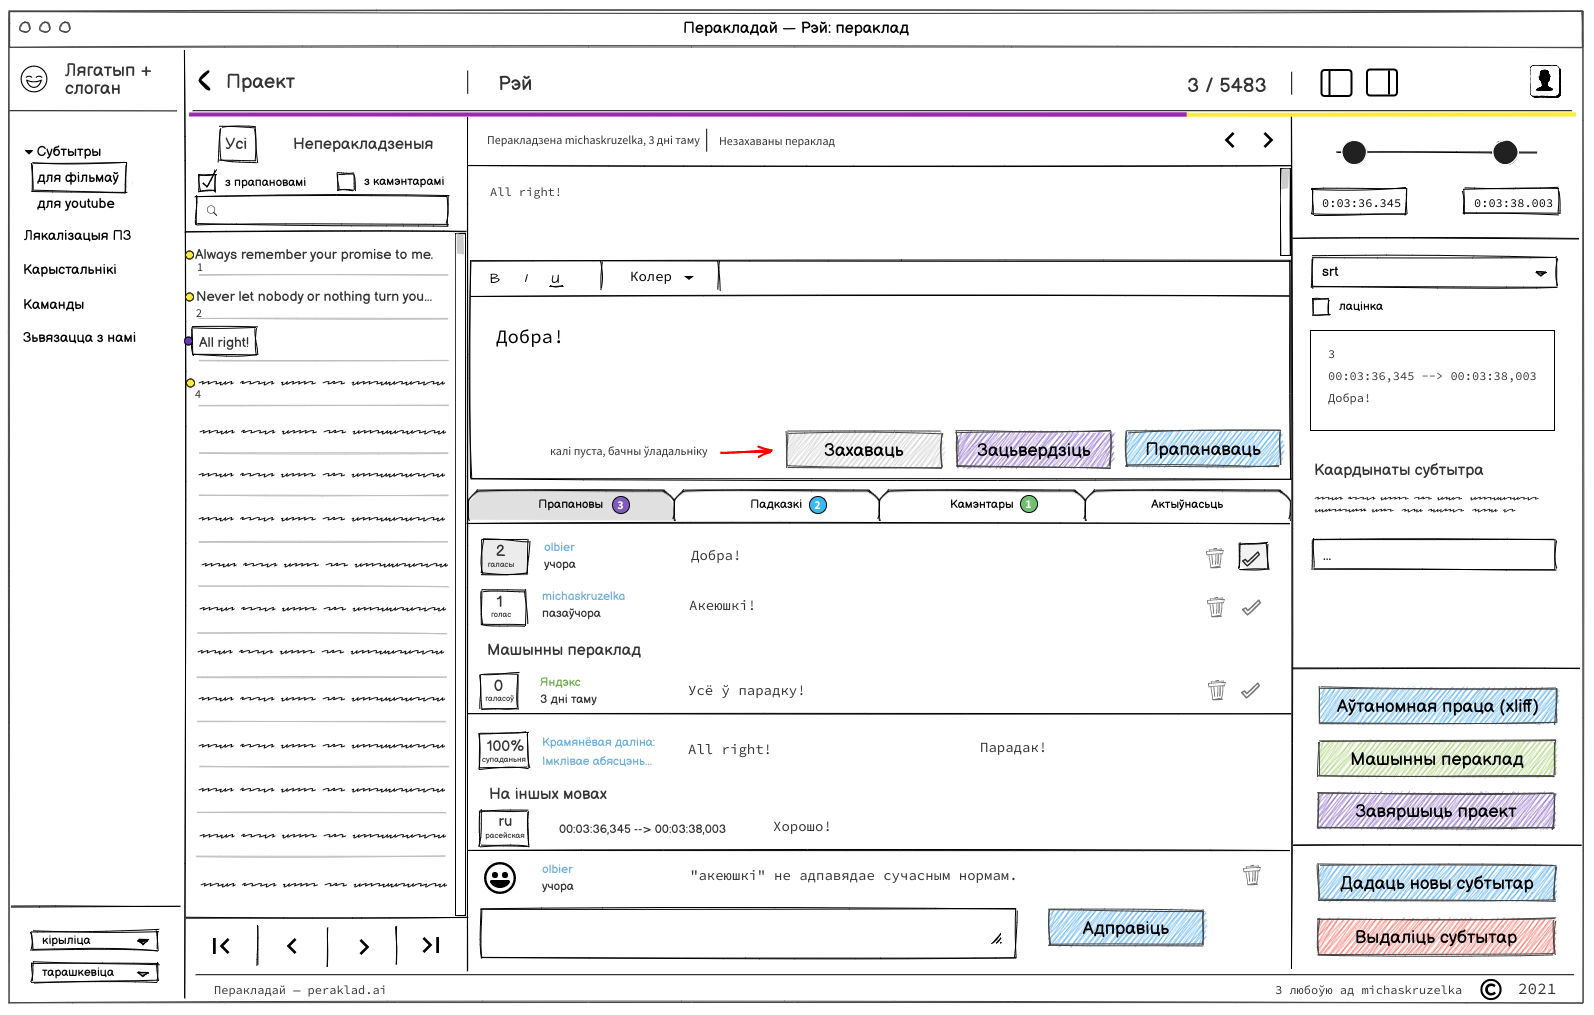 Перакладай — Рэй: пераклад
Лягатып +
слоган
Праект
Рэй
3 / 5483
Субтытры
для фільмаў
для youtube
Лякалізацыя ПЗ
Карыстальнікі
Каманды
Зьвязацца з намі
кірыліца
тарашкевіца
Усі
Неперакладзеныя
з прапановамі
з камэнтарамі
Always remember your promise to me.
1
Never let nobody or nothing turn you...
2
All right!
4
Перакладзена michaskruzelka, 3 дні таму
Незахаваны пераклад
All right!
B I U
Колер
Добра!
калі пуста, бачны ўладальніку
Захаваць
Зацьвердзіць
Прапанаваць
Прапановы 3
Падказкі 2
Камэнтары 1
Актыўнасьць
2
галасы
olbier
учора
Добра!
1
голас
michaskruzelka
пазаўчора
Акеюшкі!
Машынны пераклад
0
галасоў
Яндэкс
3 дні таму
Усё ў парадку!
100%
супаданьня
Крамянёвая даліна:
Імклівае абясцэнь...
All right!
Парадак!
На іншых мовах
ru
расейская
00:03:36,345 --> 00:03:38,003
Хорошо!
olbier
учора
"акеюшкі" не адпавядае сучасным нормам.
Адправіць
0:03:36.345
0:03:38.003
srt
лацінка
3
00:03:36,345 --> 00:03:38,003
Добра!
Каардынаты субтытра
...
Аўтаномная праца (xliff)
Машынны пераклад
Завяршыць праект
Дадаць новы субтытар
Выдаліць субтытар
Перакладай — peraklad.ai
З любоўю ад michaskruzelka
© 2021